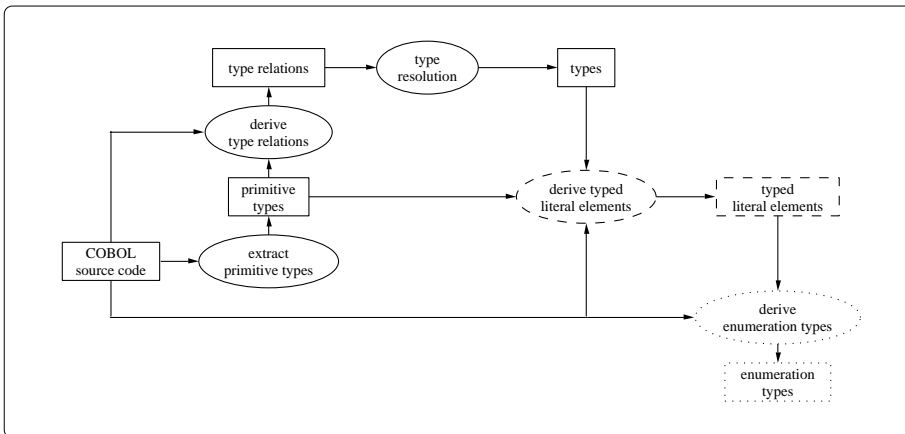 type relations
type
resolution
types
derive
type relations
primitive
types
derive typed
literal elements
typed
literal elements
COBOL
source code
extract
primitive types
derive
enumeration types
enumeration
types